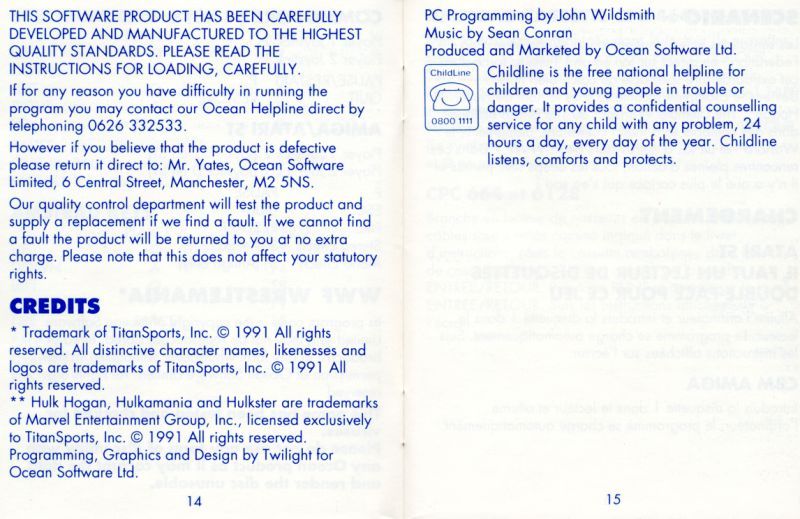 THIS SOFTWARE PRODUCT HAS BEEN CAREFULLY
DEVELOPED AND MANUFACTURED TO THE HIGHEST
QUALITY STANDARDS. PLEASE READ THE
INSTRUCTIONS FOR LOADING, CAREFULLY.
If for any reason you have difficulty in running the
program you may contact our Ocean Helpline direct by
telephoning 0626 332533.
However if you believe that the product is defective
please return it direct to: Mr. Yates, Ocean Software
Limited, 6 Central Street, Manchester, M2 5NS.
Our quality control department will test the product and
supply a replacement if we find a fault. If we cannot find
a fault the product will be returned to you at no extra
charge. Please note that this does not affect your statutory
rights.
CREDITS
* Trademark of TitanSports, Inc. © 1991 All rights
reserved. All distinctive character names, likenesses and
logos are trademarks of TitanSports, Inc. © 1991 All
rights reserved.
** Hulk Hogan, Hulkamania and Hulkster are trademarks
of Marvel Entertainment Group, Inc., licensed exclusively
to TitanSports, Inc. © 1991 All rights reserved.
Programming, Graphics and Design by Twilight for
Ocean Software Ltd.
14
PC Programming by John Wildsmith
Music by Sean Conran
Produced and Marketed by Ocean Software Ltd.
ChildLine
0800 1111
Childline is the free national helpline for
children and young people in trouble or
danger. It provides a confidential counselling
service for any child with any problem, 24
hours a day, every day of the year. Childline
listens, comforts and protects.
15